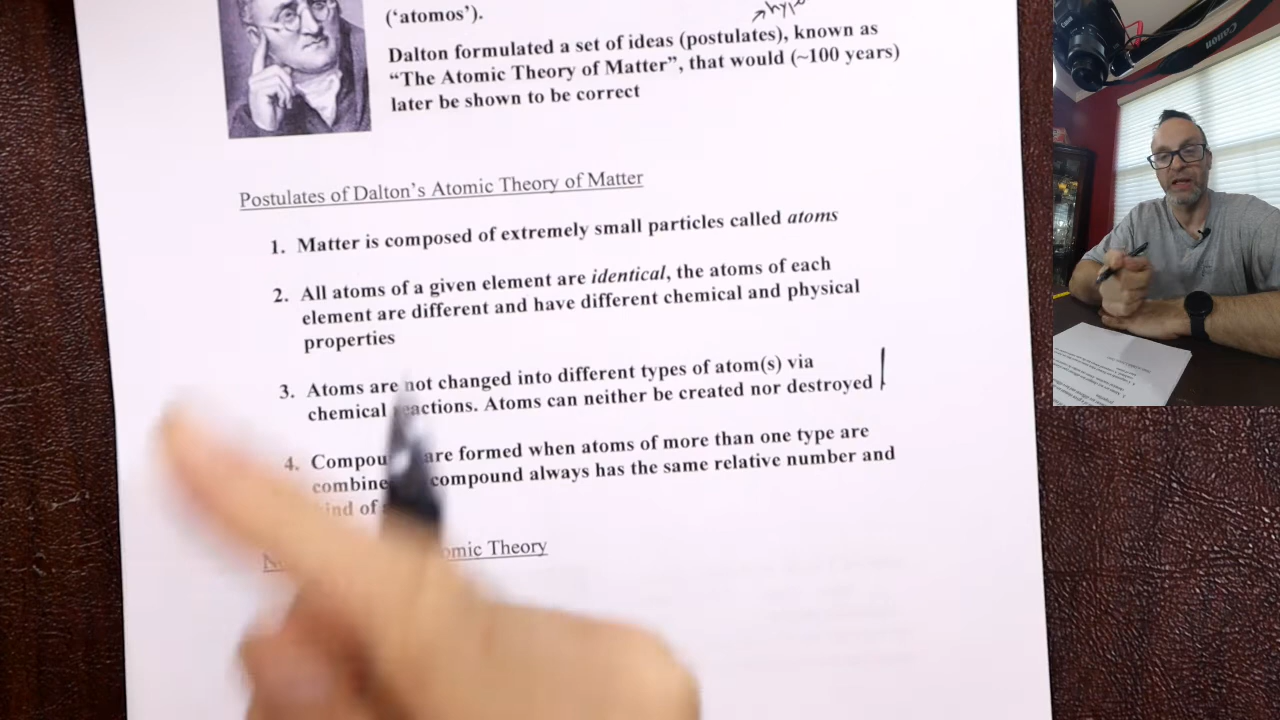 (‘atomos’).
hype
Dalton formulated a set of ideas (postulates), known as
“The Atomic Theory of Matter”, that would (~100 years)
later be shown to be correct
Postulates of Dalton’s Atomic Theory of Matter
1. Matter is composed of extremely small particles called atoms
2. All atoms of a given element are identical, the atoms of each
element are different and have different chemical and physical
properties
3. Atoms are not changed into different types of atom(s) via
chemical reactions. Atoms can neither be created nor destroyed
4. are formed when atoms of more than one type are
compound always has the same relative number and
kind of
Theory
Canon
Canon